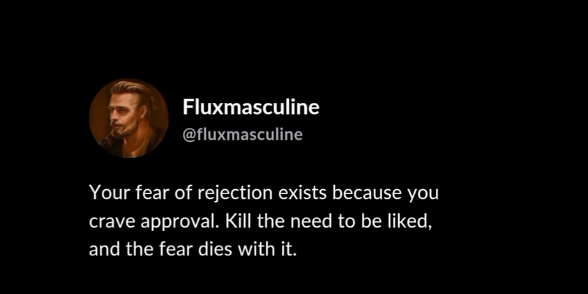 Fluxmasculine
@fluxmasculine
Your fear of rejection exists because you
crave approval. Kill the need to be liked,
and the fear dies with it.